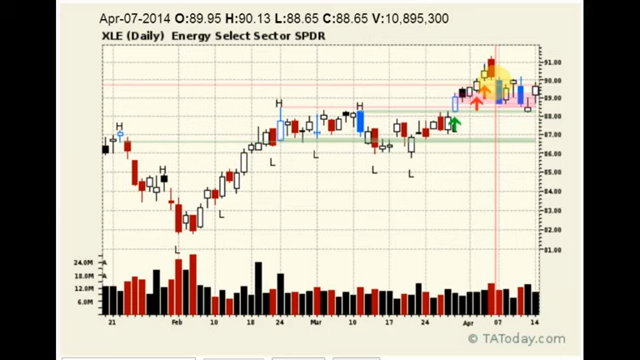 Apr-07-2014 O:89.95 H:90.13 L:88.65 C:88.65 V:10,895,300
XLE (Daily) Energy Select Sector SPDR
91.00
90.00
89.00
H
H
88.00
H
H
87.00
86.00
L
L
L
L
H
85.00
84.00
L
83.00
82.00
L
81.00
24.0M
18.0M
12.0M
6.0M
21 Feb 10 18 24 Mar 10 17 24 Apr 07 14
© TAToday.com